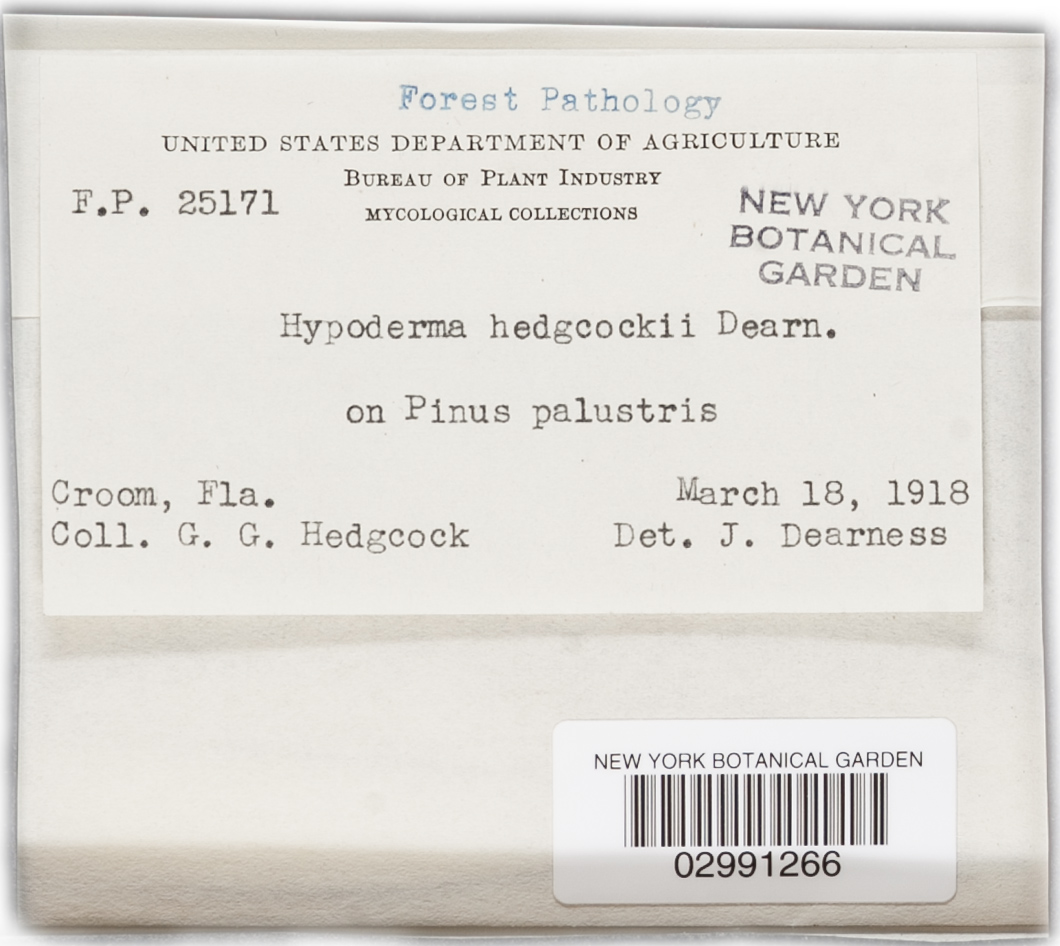 Forest Pathology
UNITED STATES DEPARTMENT OF AGRICULTURE
BUREAU OF PLANT INDUSTRY
F.P. 25171
MYCOLOGICAL COLLECTIONS
NEW YORK
BOTANICAL
GARDEN
Hypoderma hedgcockii Dearn.
on Pinus palustris
Croom, Fla. March 18, 1918
Coll. G. G. Hedgcock Det. J. Dearness
NEW YORK BOTANICAL GARDEN
02991266